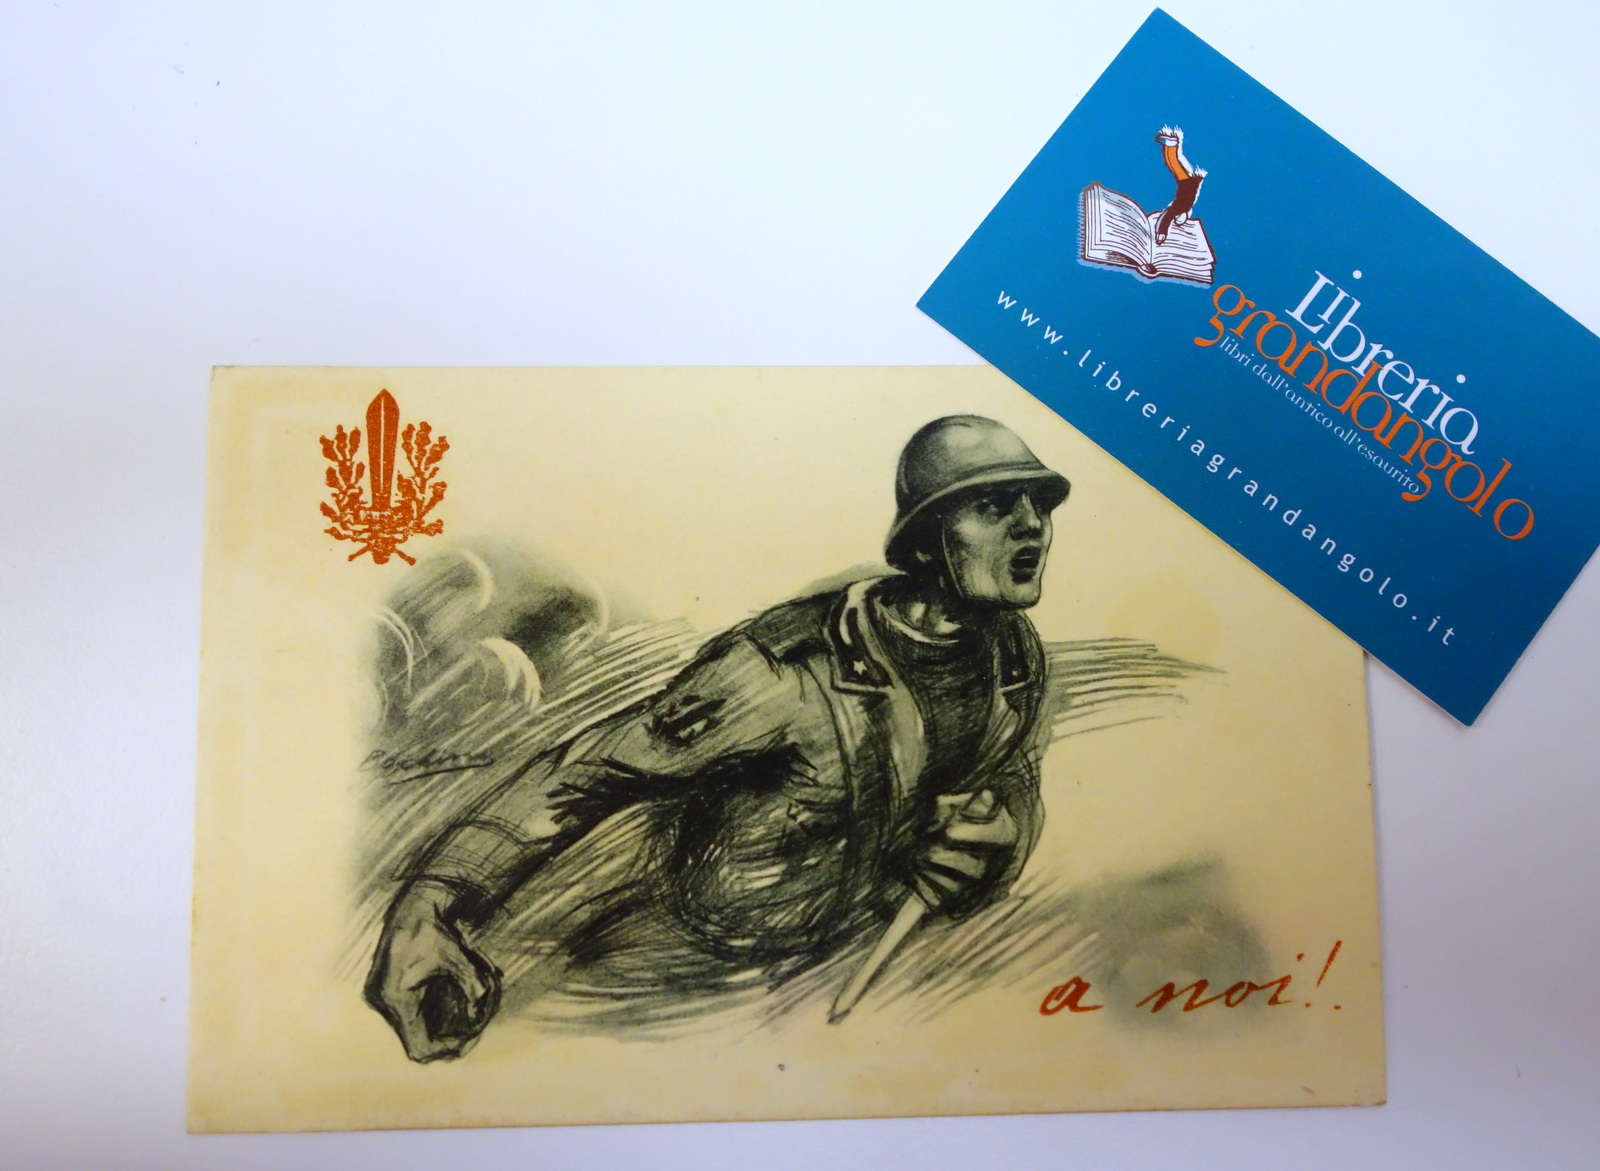 Libreria
grandangolo
libri dall'antico all'esaurito
www.libreriagrandangolo.it
a noi!